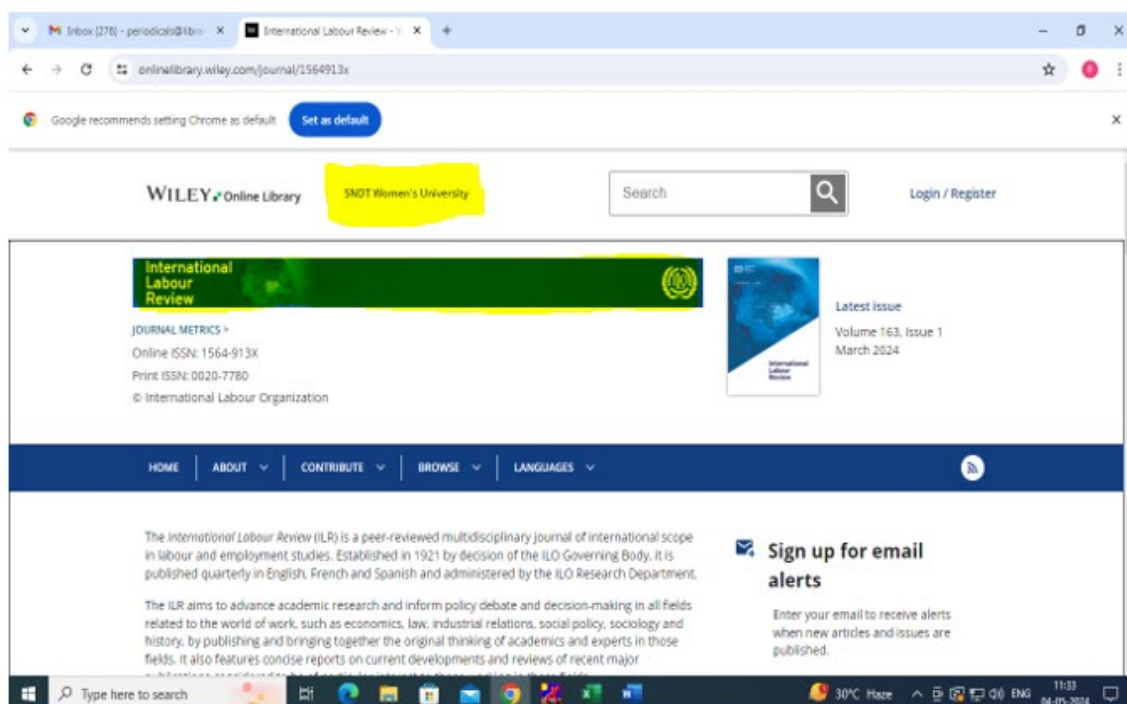 Inbox (278) - periodicals@libra
International Labour Review - W
onlinelibrary.wiley.com/journal/1564913x
Google recommends setting Chrome as default
Set as default
WILEY Online Library
SNDT Women's University
Search
Login / Register
International
Labour
Review
JOURNAL METRICS >
Online ISSN: 1564-913X
Print ISSN: 0020-7780
© International Labour Organization
International
Labour
Review
Latest issue
Volume 163, Issue 1
March 2024
HOME
ABOUT
CONTRIBUTE
BROWSE
LANGUAGES
The International Labour Review (ILR) is a peer-reviewed multidisciplinary journal of international scope
in labour and employment studies. Established in 1921 by decision of the ILO Governing Body, it is
published quarterly in English, French and Spanish and administered by the ILO Research Department.
The ILR aims to advance academic research and inform policy debate and decision-making in all fields
related to the world of work, such as economics, law, industrial relations, social policy, sociology and
history, by publishing and bringing together the original thinking of academics and experts in those
fields. It also features concise reports on current developments and reviews of recent major
Sign up for email
alerts
Enter your email to receive alerts
when new articles and issues are
published.
Type here to search
30°C Haze
ENG
11:33
04-05-2024